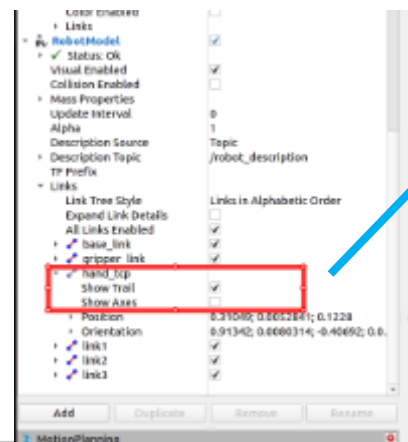 Color Enabled
Links
RobotModel
Status: Ok
Visual Enabled
Collision Enabled
Mass Properties
Update Interval 0
Alpha 1
Description Source Topic
Description Topic /robot_description
TF Prefix
Links
Link Tree Style Links in Alphabetic Order
Expand Link Details
All Links Enabled
base_link
gripper_link
hand_tcp
Show Trail
Show Axes
Position 0.31049; 0.0052841; 0.1228
Orientation 0.91342; 0.0080314; -0.40692; 0.0.
link1
link2
link3
Add Duplicate Remove Rename
MotionPlanning